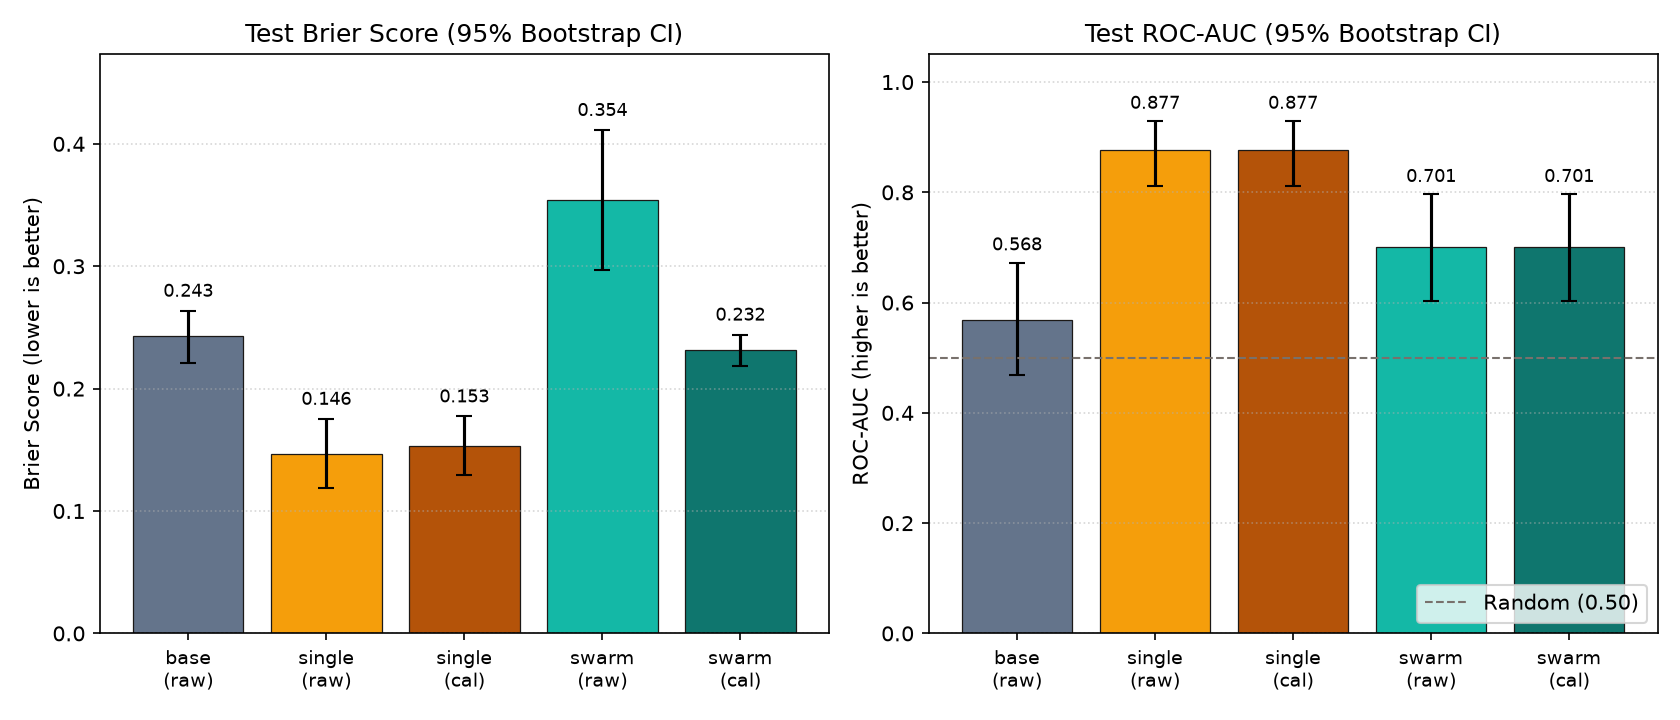 Test Brier Score (95% Bootstrap CI)
Brier Score (lower is better)
0.4
0.3
0.2
0.1
0.0
0.243
0.146
0.153
0.354
0.232
base
(raw)
single
(raw)
single
(cal)
swarm
(raw)
swarm
(cal)
Test ROC-AUC (95% Bootstrap CI)
ROC-AUC (higher is better)
1.0
0.8
0.6
0.4
0.2
0.0
0.568
0.877
0.877
0.701
0.701
Random (0.50)
base
(raw)
single
(raw)
single
(cal)
swarm
(raw)
swarm
(cal)